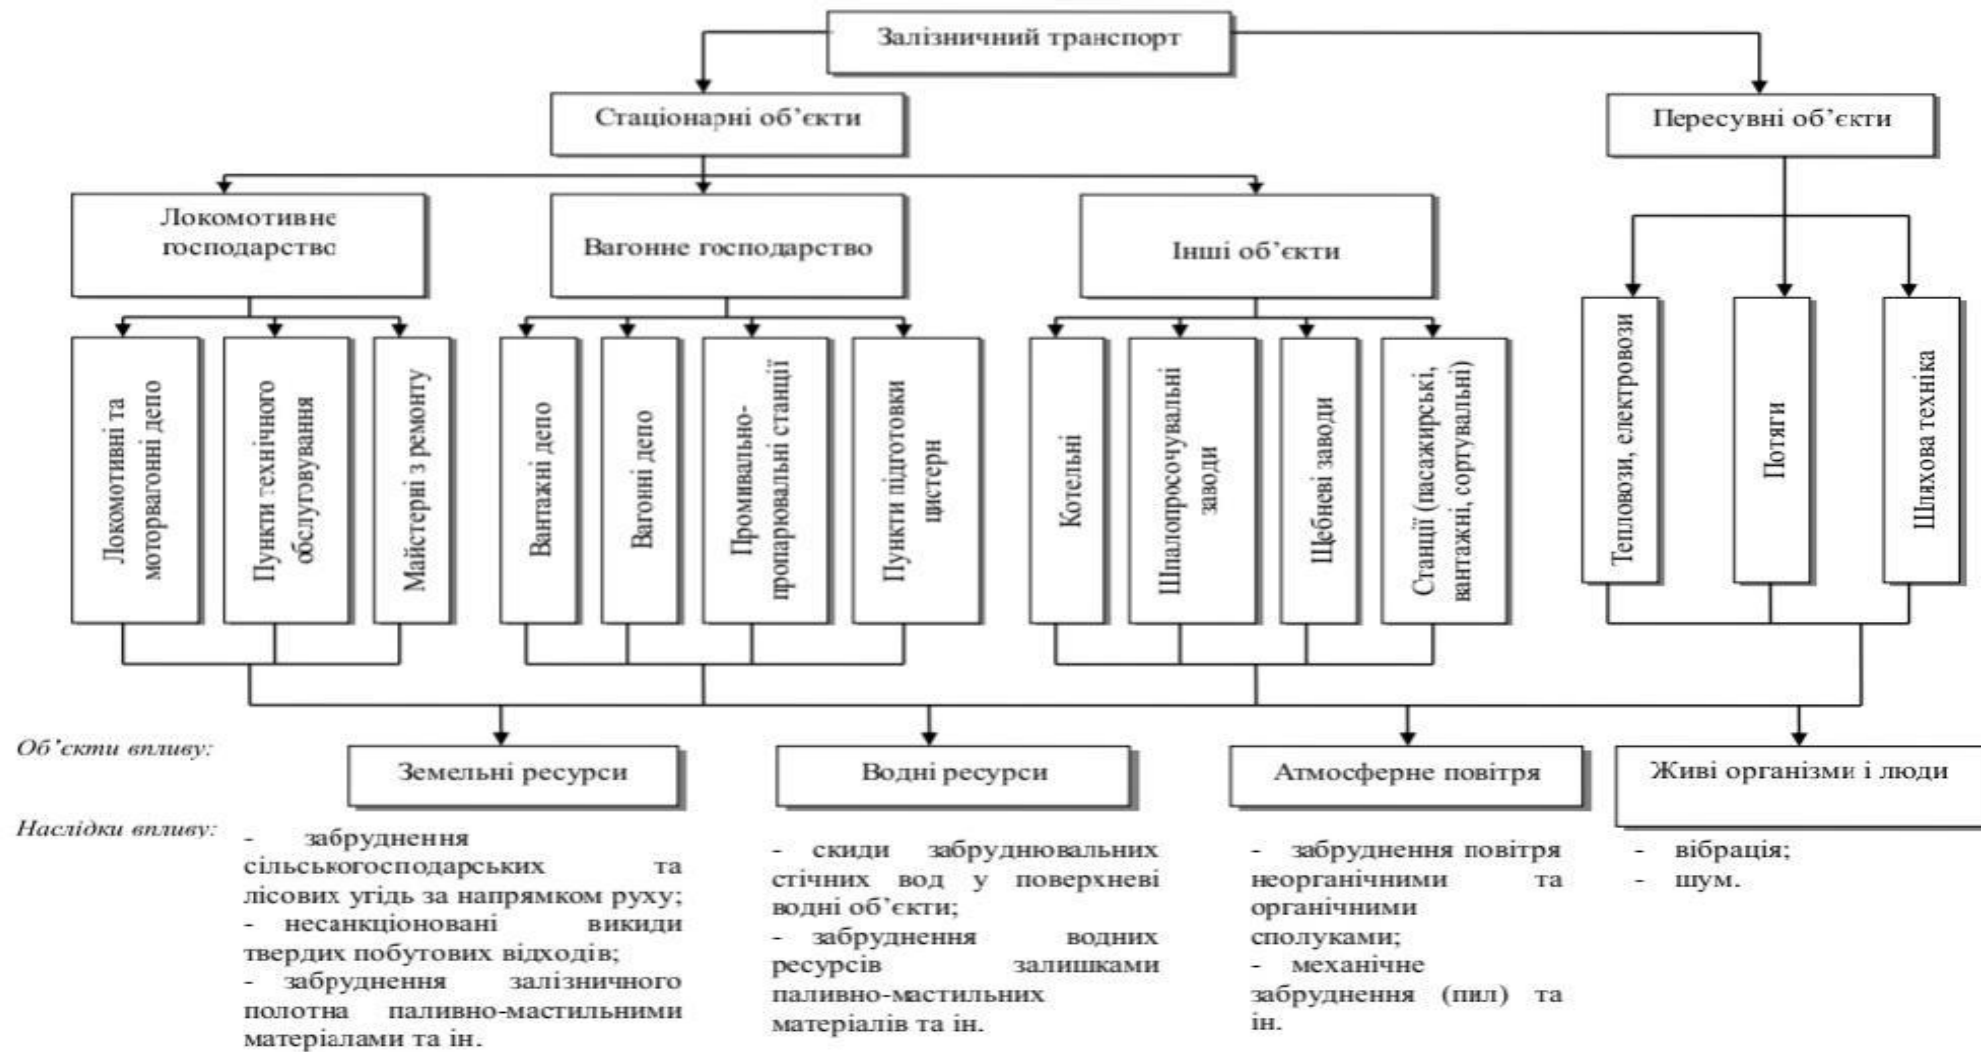 Залізничний транспорт
Стаціонарні об’єкти
Пересувні об’єкти
Локомотивне
господарство
Вагонне господарство
Інші об’єкти
Локомотивні та
моторвагонні депо
Пункти технічного
обслуговування
Майстерні з ремонту
Вантажні депо
Вагонні депо
Промивально-
пропарювальні станції
Пункти підготовки
цистерн
Котельні
Шпалопросочувальні
заводи
Щебневі заводи
Станції (пасажирські,
вантажні, сортувальні)
Тепловози, електровози
Потяги
Шляхова техніка
Об’єкти впливу:
Земельні ресурси
Водні ресурси
Атмосферне повітря
Живі організми і люди
Наслідки впливу:
- забруднення
сільськогосподарських та
лісових угідь за напрямком руху;
- несанкціоновані викиди
твердих побутових відходів;
- забруднення залізничного
полотна паливно-мастильними
матеріалами та ін.
- скиди забруднювальних
стічних вод у поверхневі
водні об’єкти;
- забруднення водних
ресурсів залишками
паливно-мастильних
матеріалів та ін.
- забруднення повітря
неорганічними та
органічними
сполуками;
- механічне
забруднення (пил) та
ін.
- вібрація;
- шум.